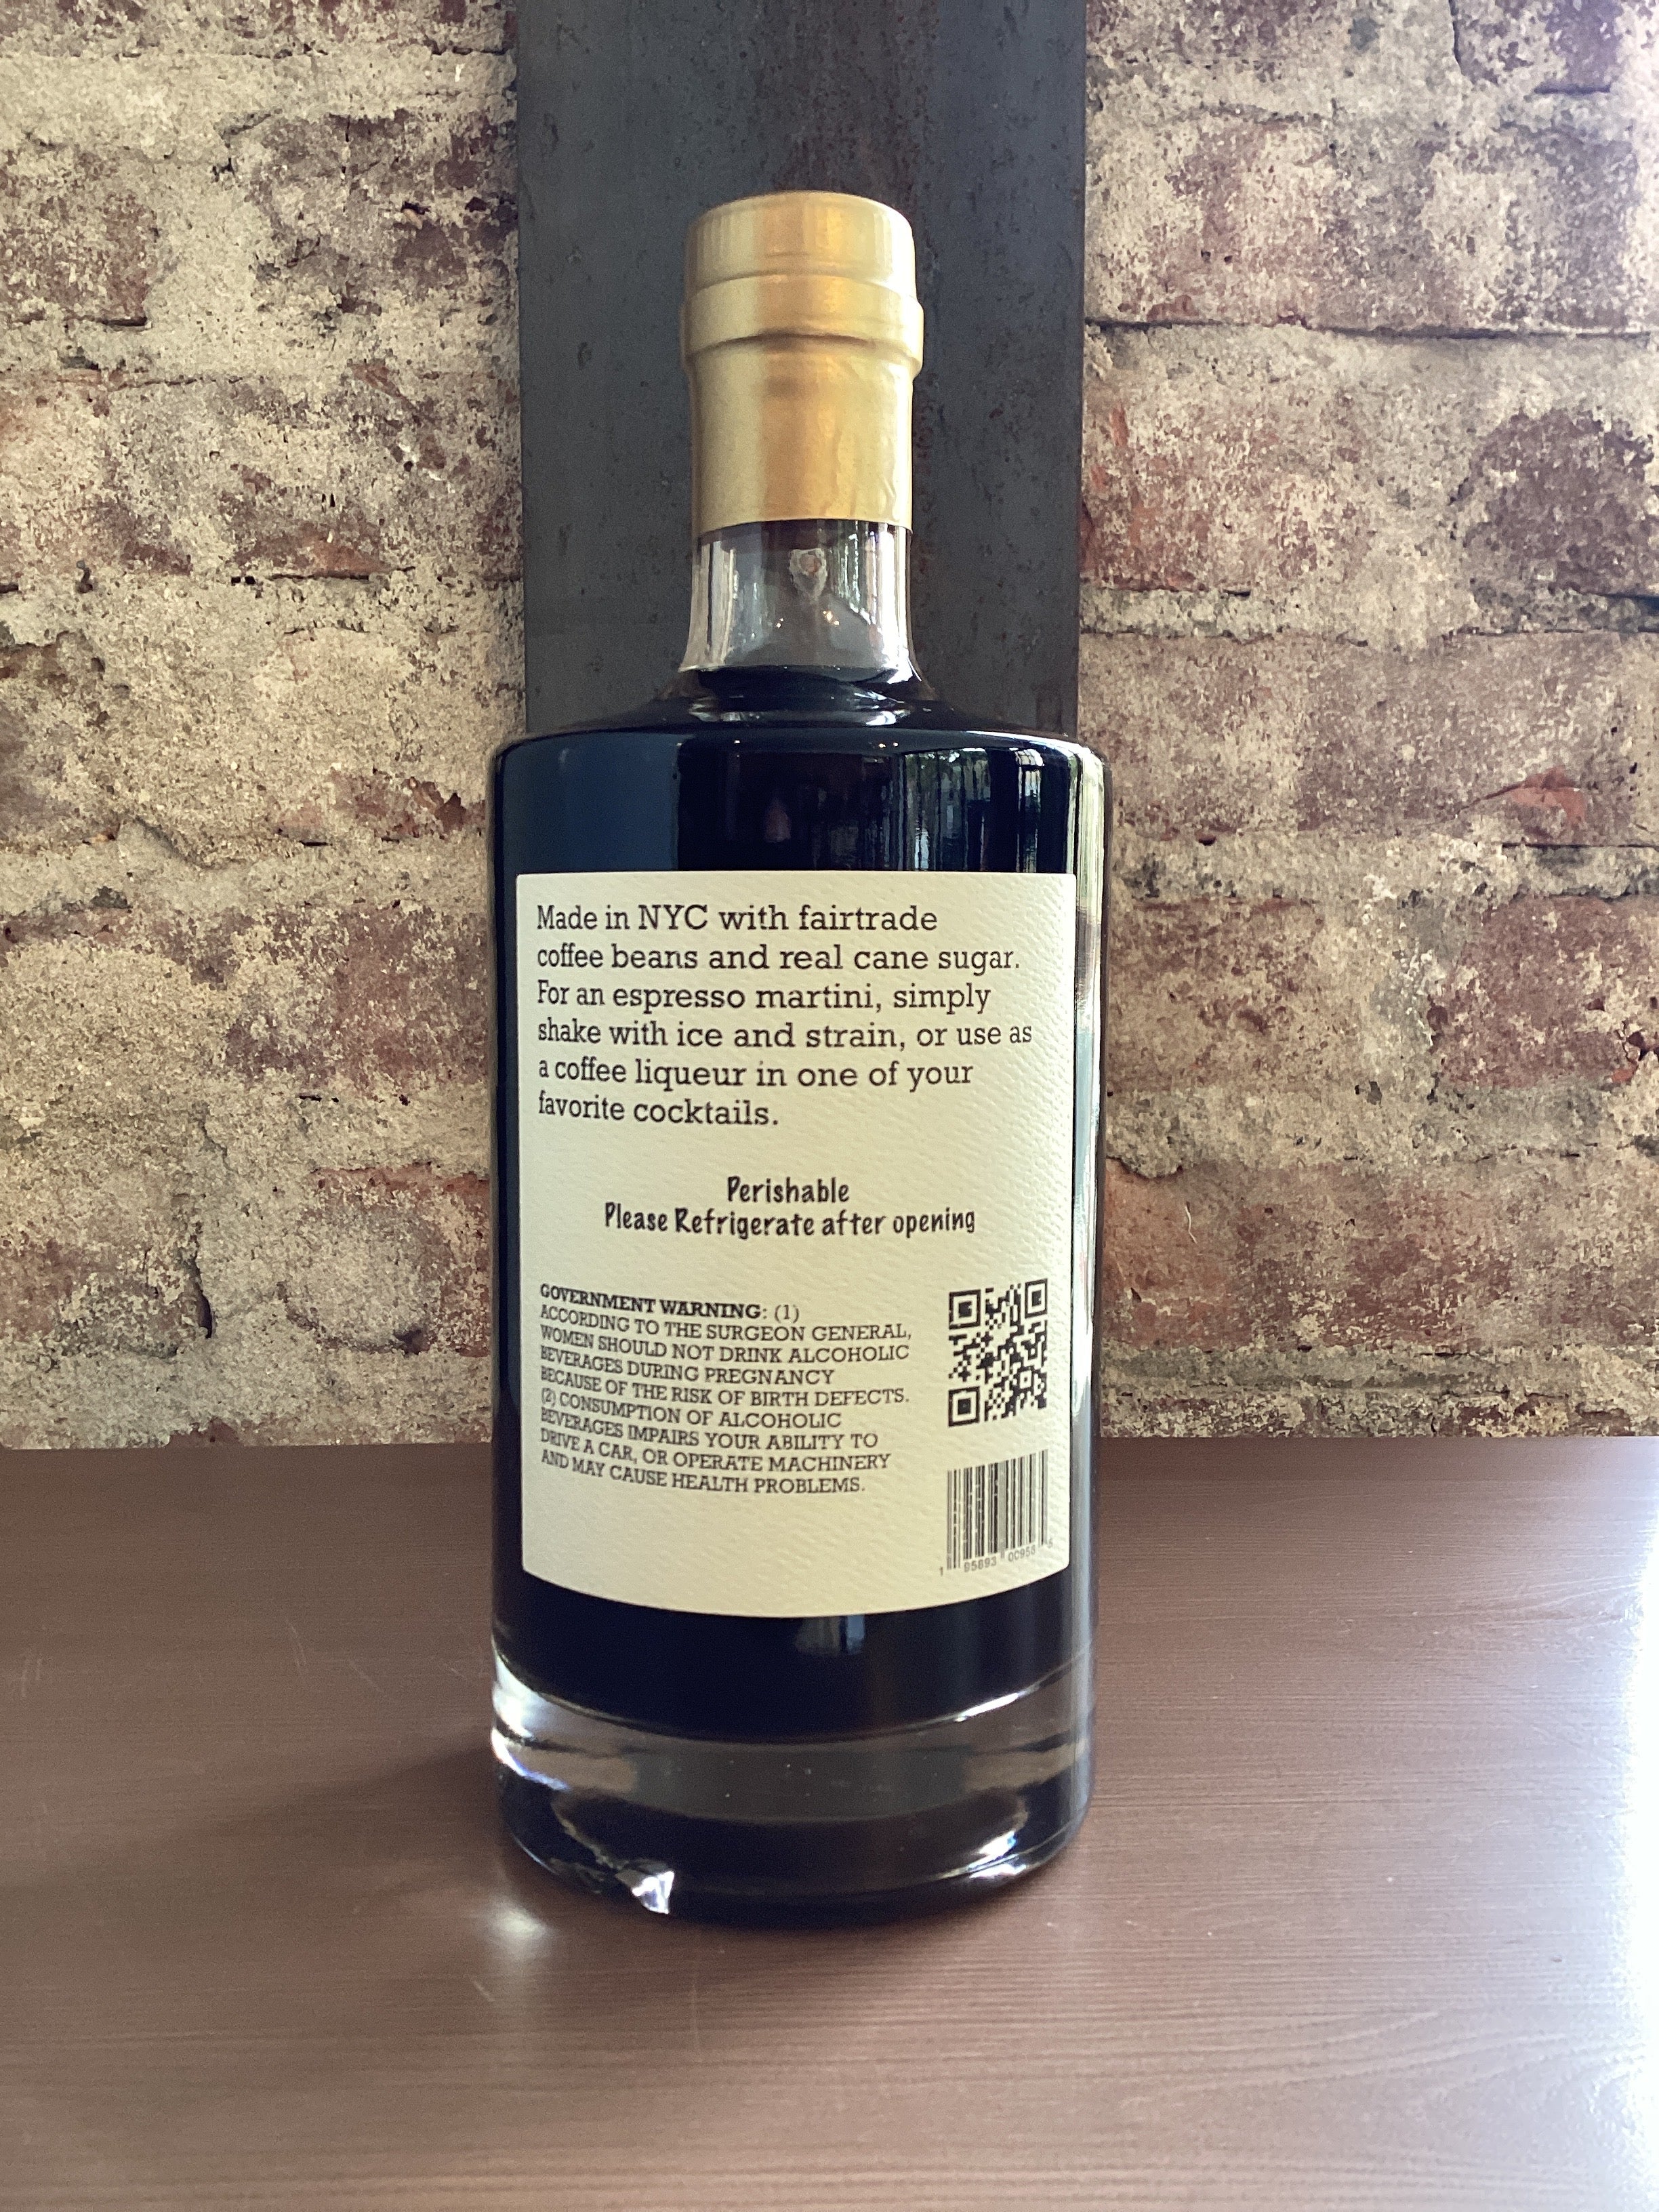 Made in NYC with fairtrade
coffee beans and real cane sugar.
For an espresso martini, simply
shake with ice and strain, or use as
a coffee liqueur in one of your
favorite cocktails.
Perishable
Please Refrigerate after opening
GOVERNMENT WARNING: (1)
ACCORDING TO THE SURGEON GENERAL,
WOMEN SHOULD NOT DRINK ALCOHOLIC
BEVERAGES DURING PREGNANCY
BECAUSE OF THE RISK OF BIRTH DEFECTS.
(2) CONSUMPTION OF ALCOHOLIC
BEVERAGES IMPAIRS YOUR ABILITY TO
DRIVE A CAR, OR OPERATE MACHINERY
AND MAY CAUSE HEALTH PROBLEMS.
1 95893 00958 5